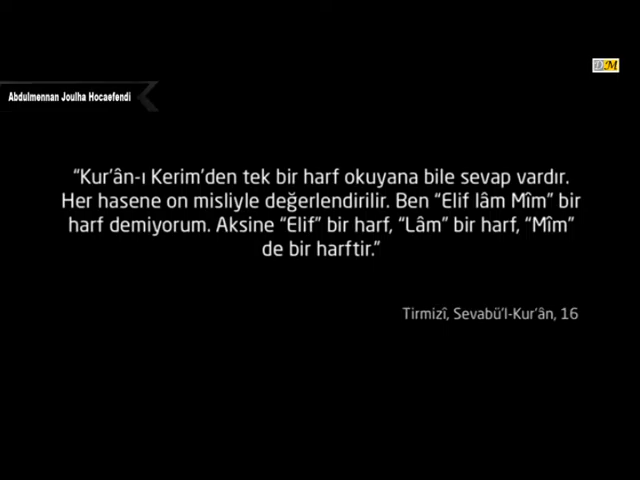 DM
Abdulmennan Joulha Hocaefendi
“Kur’ân-ı Kerim’den tek bir harf okuyana bile sevap vardır.
Her hasene on misliyle değerlendirilir. Ben “Elif lâm Mîm” bir
harf demiyorum. Aksine “Elif” bir harf, “Lâm” bir harf, “Mîm”
de bir harftir.”
Tirmizî, Sevabü’l-Kur’ân, 16